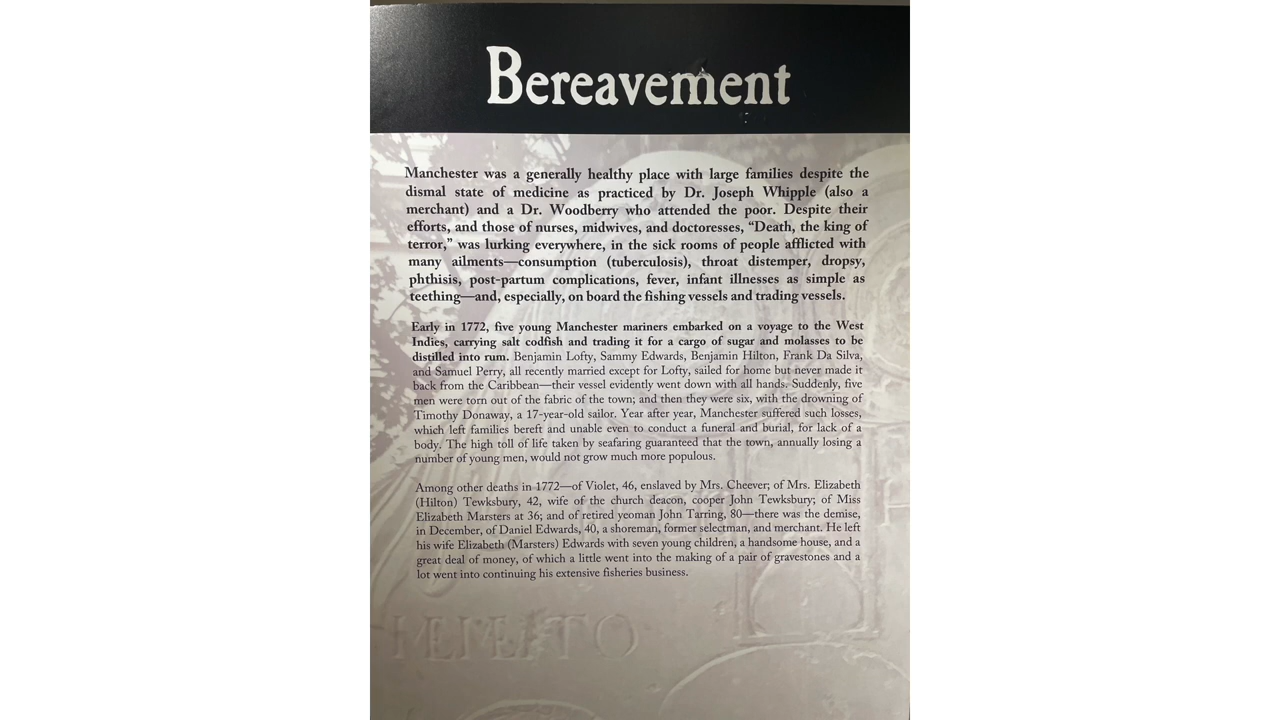 Bereavement
Manchester was a generally healthy place with large families despite the
dismal state of medicine as practiced by Dr. Joseph Whipple (also a
merchant) and a Dr. Woodberry who attended the poor. Despite their
efforts, and those of nurses, midwives, and doctoresses, “Death, the king of
terror,” was lurking everywhere, in the sick rooms of people afflicted with
many ailments—consumption (tuberculosis), throat distemper, dropsy,
phthisis, post-partum complications, fever, infant illnesses as simple as
teething—and, especially, on board the fishing vessels and trading vessels.
Early in 1772, five young Manchester mariners embarked on a voyage to the West
Indies, carrying salt codfish and trading it for a cargo of sugar and molasses to be
distilled into rum. Benjamin Lofty, Sammy Edwards, Benjamin Hilton, Frank Da Silva,
and Samuel Perry, all recently married except for Lofty, sailed for home but never made it
back from the Caribbean—their vessel evidently went down with all hands. Suddenly, five
men were torn out of the fabric of the town; and then they were six, with the drowning of
Timothy Donaway, a 17-year-old sailor. Year after year, Manchester suffered such losses,
which left families bereft and unable even to conduct a funeral and burial, for lack of a
body. The high toll of life taken by seafaring guaranteed that the town, annually losing a
number of young men, would not grow much more populous.
Among other deaths in 1772—of Violet, 46, enslaved by Mrs. Cheever; of Mrs. Elizabeth
(Hilton) Tewksbury, 42, wife of the church deacon, cooper John Tewksbury; of Miss
Elizabeth Marsters at 36; and of retired yeoman John Tarring, 80—there was the demise,
in December, of Daniel Edwards, 40, a shoreman, former selectman, and merchant. He left
his wife Elizabeth (Marsters) Edwards with seven young children, a handsome house, and a
great deal of money, of which a little went into the making of a pair of gravestones and a
lot went into continuing his extensive fisheries business.